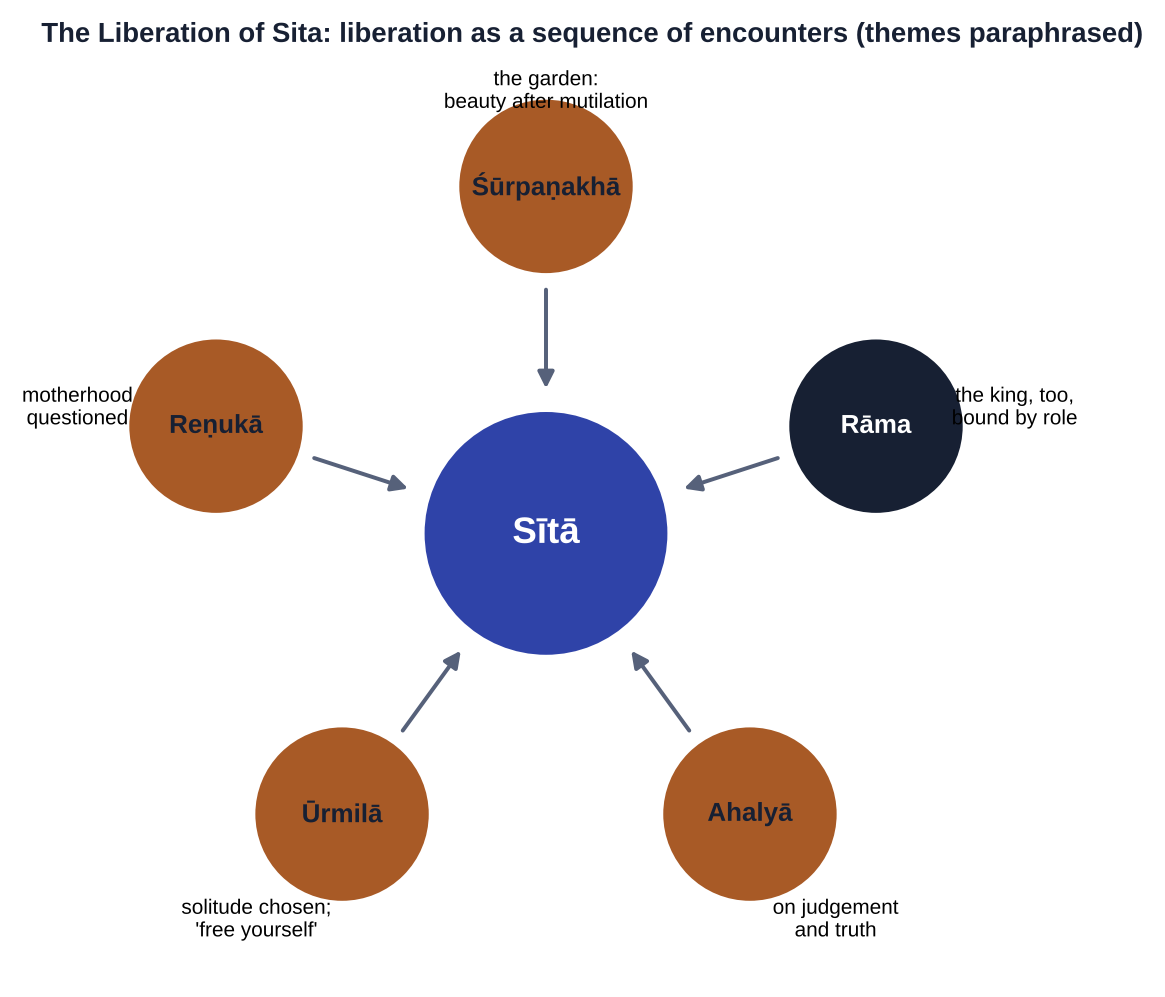 The Liberation of Sita: liberation as a sequence of encounters (themes paraphrased)
the garden:
beauty after mutilation
Śūrpaṇakhā
motherhood
questioned
Reṇukā
Rāma
the king, too,
bound by role
Sītā
Ūrmilā
solitude chosen;
'free yourself'
Ahalyā
on judgement
and truth